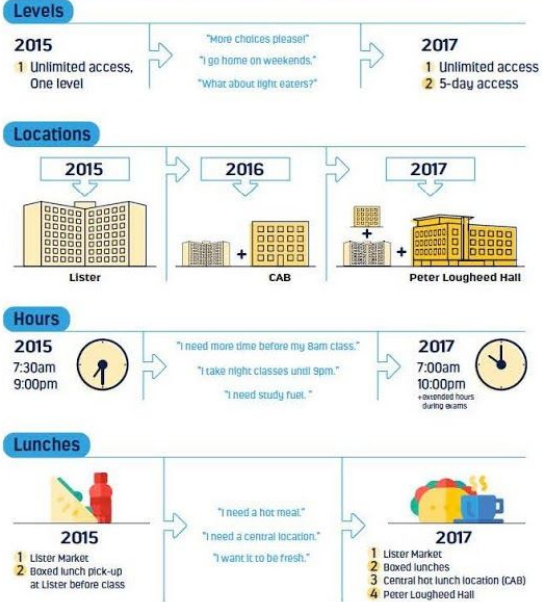 Levels
2015
1 Unlimited access,
One level
"More choices please!"
"I go home on weekends."
"What about light eaters?"
2017
1 Unlimited access
2 5-day access
Locations
2015
2016
2017
+
+
+
Lister
CAB
Peter Lougheed Hall
Hours
2015
7:30am
9:00pm
"I need more time before my 8am class."
"I take night classes until 9pm."
"I need study fuel. "
2017
7:00am
10:00pm
+extended hours
during exams
Lunches
2015
1 Lister Market
2 Boxed lunch pick-up
at Lister before class
"I need a hot meal."
"I need a central location."
"I want it to be fresh."
2017
1 Lister Market
2 Boxed lunches
3 Central hot lunch location (CAB)
4 Peter Lougheed Hall